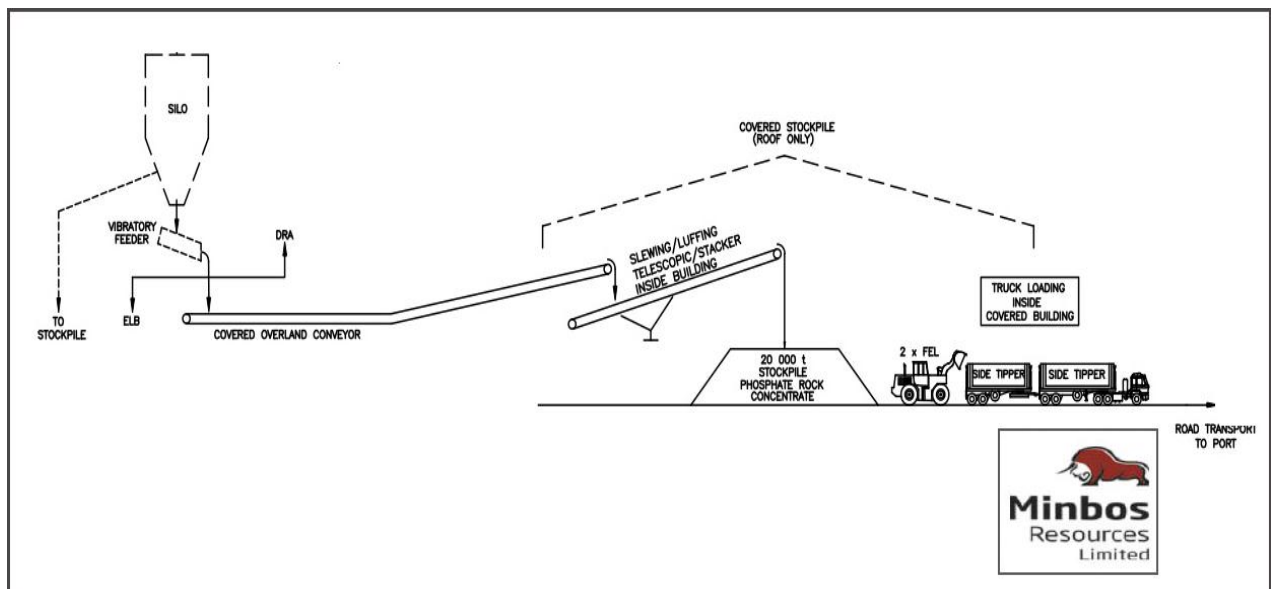 SILO
VIBRATORY
FEEDER
DRA
TO
STOCKPILE
ELB
COVERED OVERLAND CONVEYOR
COVERED STOCKPILE
(ROOF ONLY)
SLEWING/LUFFING
TELESCOPIC/STACKER
INSIDE BUILDING
TRUCK LOADING
INSIDE
COVERED BUILDING
20 000 t
STOCKPILE
PHOSPHATE ROCK
CONCENTRATE
2 x FEL
SIDE TIPPER
SIDE TIPPER
ROAD TRANSPORT
TO PORT
Minbos
Resources
Limited